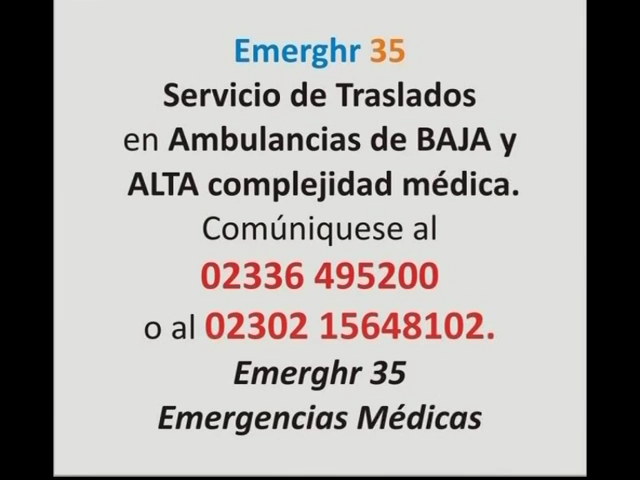 Emerghr 35
Servicio de Traslados
en Ambulancias de BAJA y
ALTA complejidad médica.
Comúniquese al
02336 495200
o al 02302 15648102.
Emerghr 35
Emergencias Médicas